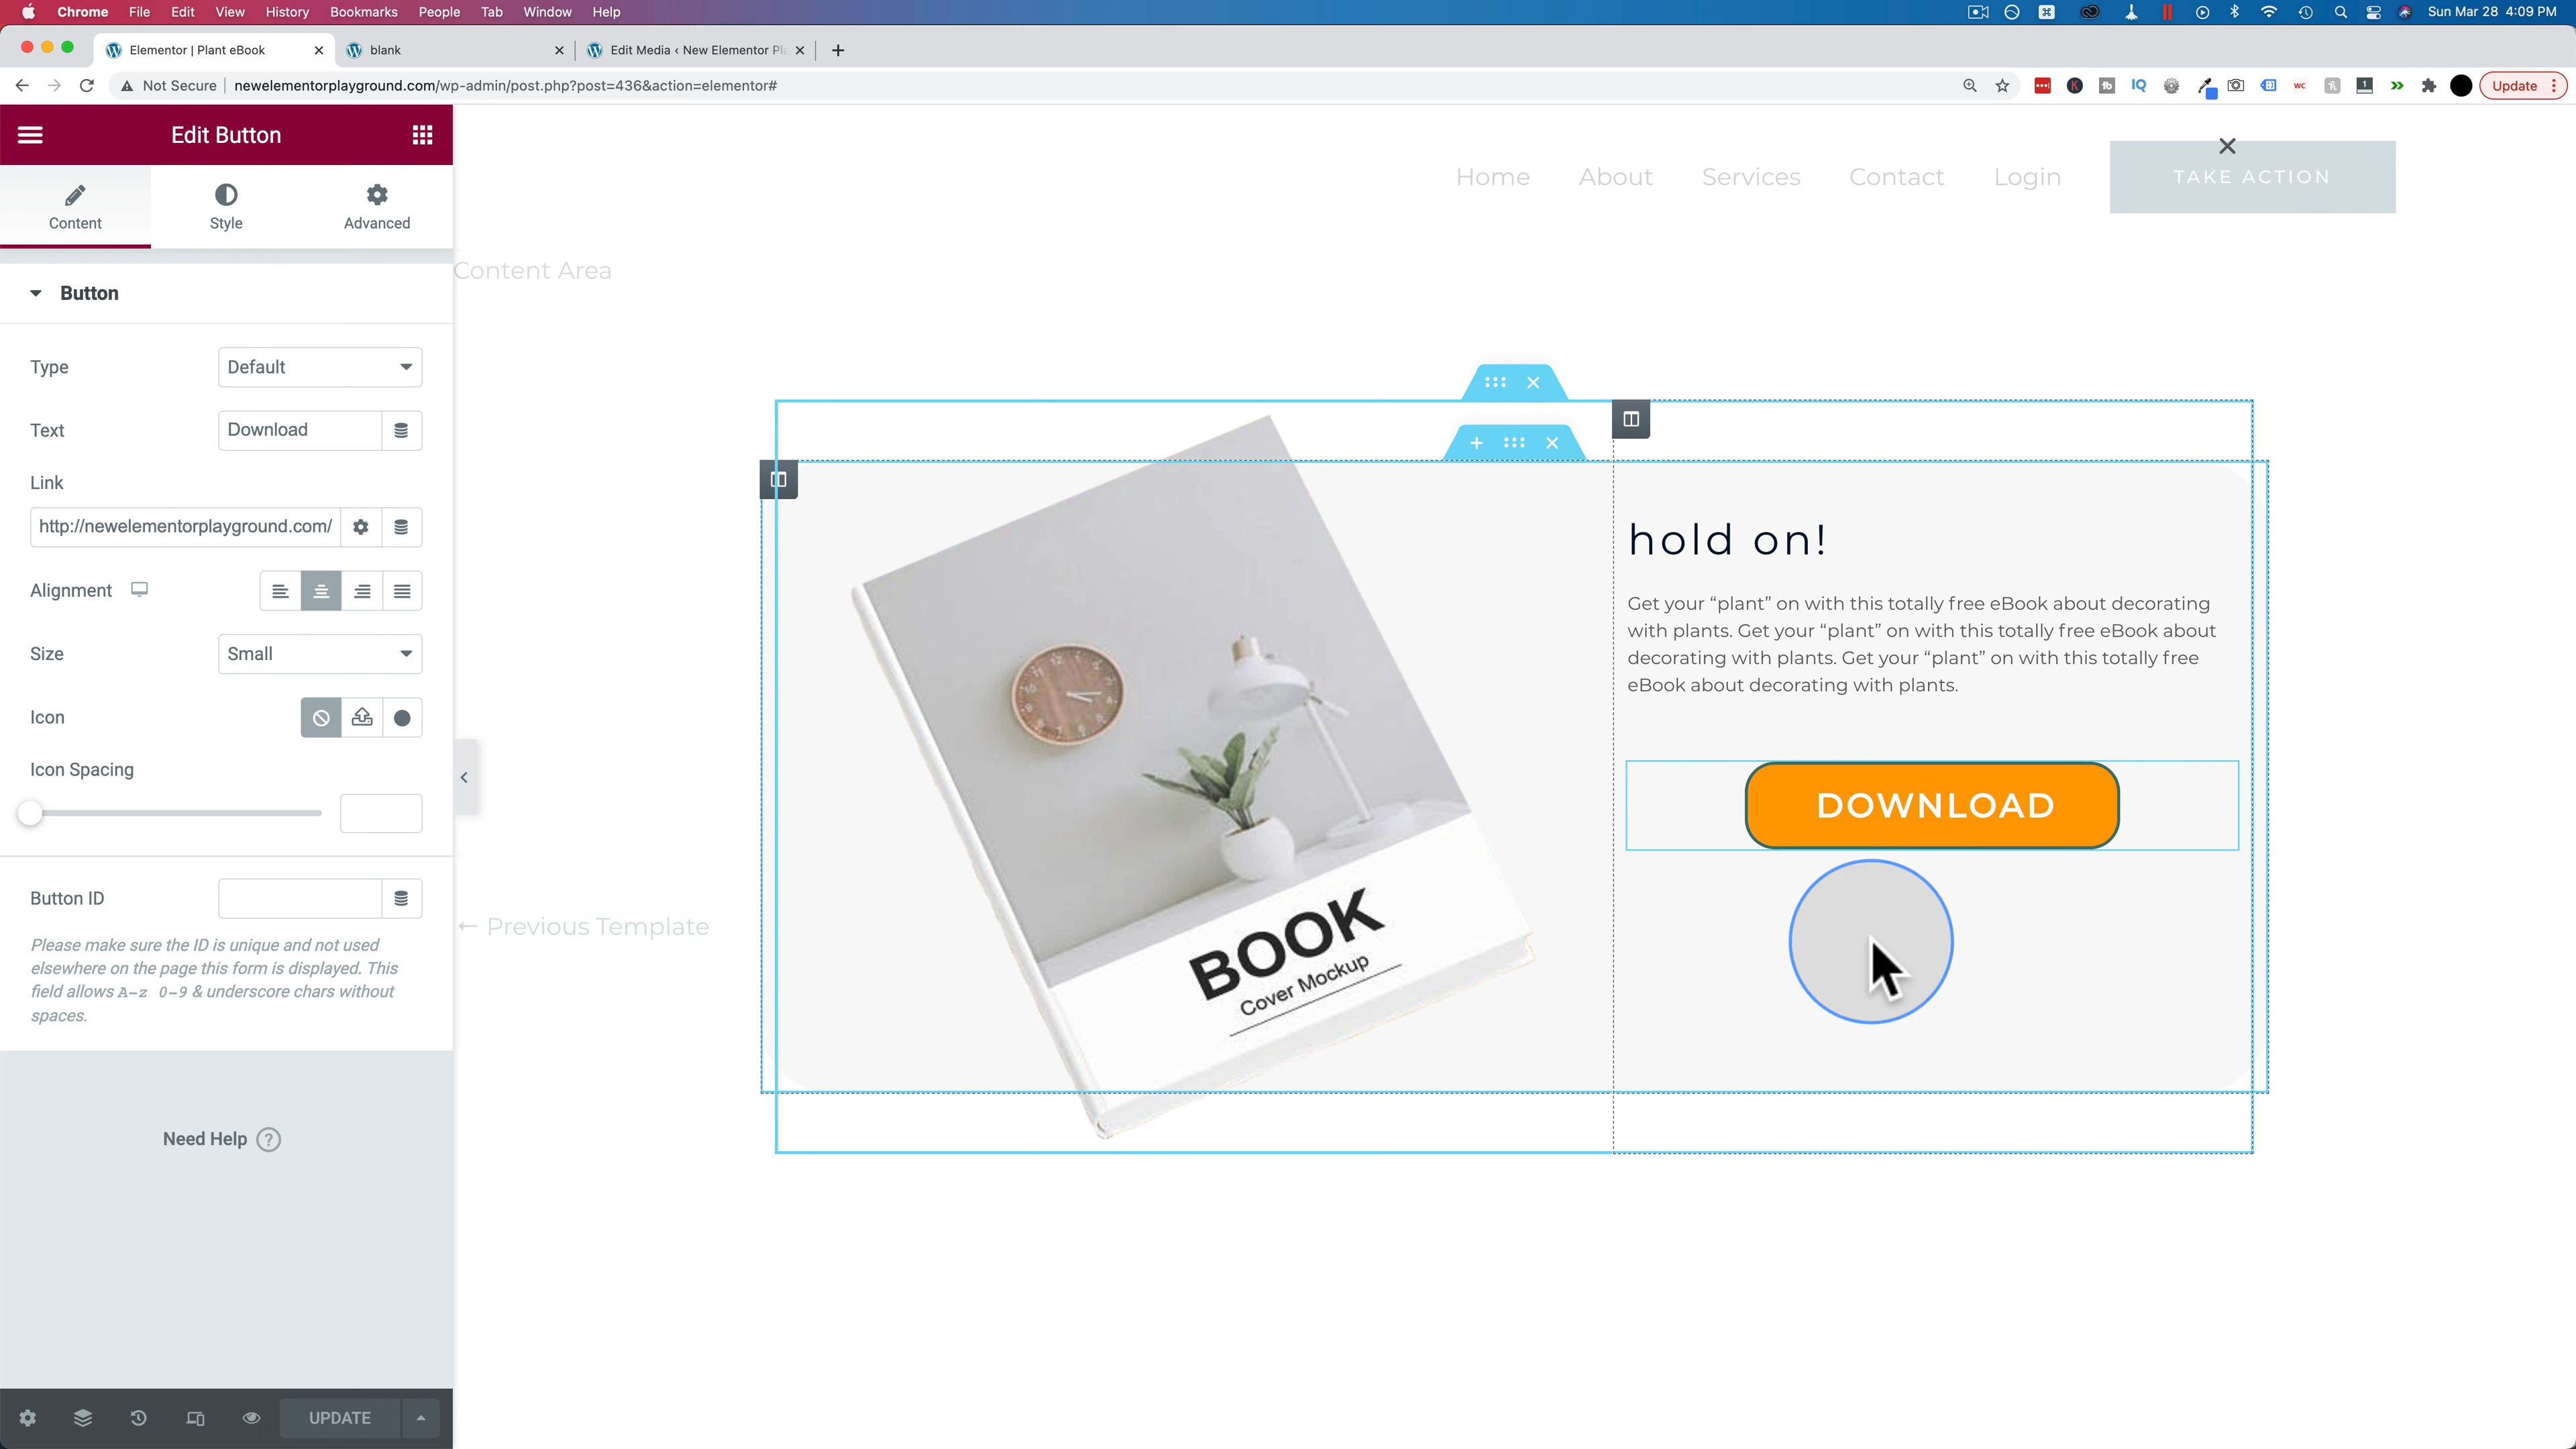 Chrome File Edit View History Bookmarks People Tab Window Help Sun Mar 28 4:09 PM
Elementor | Plant eBook blank Edit Media ‹ New Elementor Pl
Not Secure newelementorplayground.com/wp-admin/post.php?post=436&action=elementor# Update
Edit Button
Content Style Advanced
Button
Type Default
Text Download
Link
http://newelementorplayground.com/
Alignment
Size Small
Icon
Icon Spacing
Button ID
Please make sure the ID is unique and not used
elsewhere on the page this form is displayed. This
field allows A-z 0-9 & underscore chars without
spaces.
Need Help ?
UPDATE
Home About Services Contact Login TAKE ACTION
Content Area
hold on!
Get your “plant” on with this totally free eBook about decorating
with plants. Get your “plant” on with this totally free eBook about
decorating with plants. Get your “plant” on with this totally free
eBook about decorating with plants.
DOWNLOAD
BOOK
Cover Mockup
← Previous Template